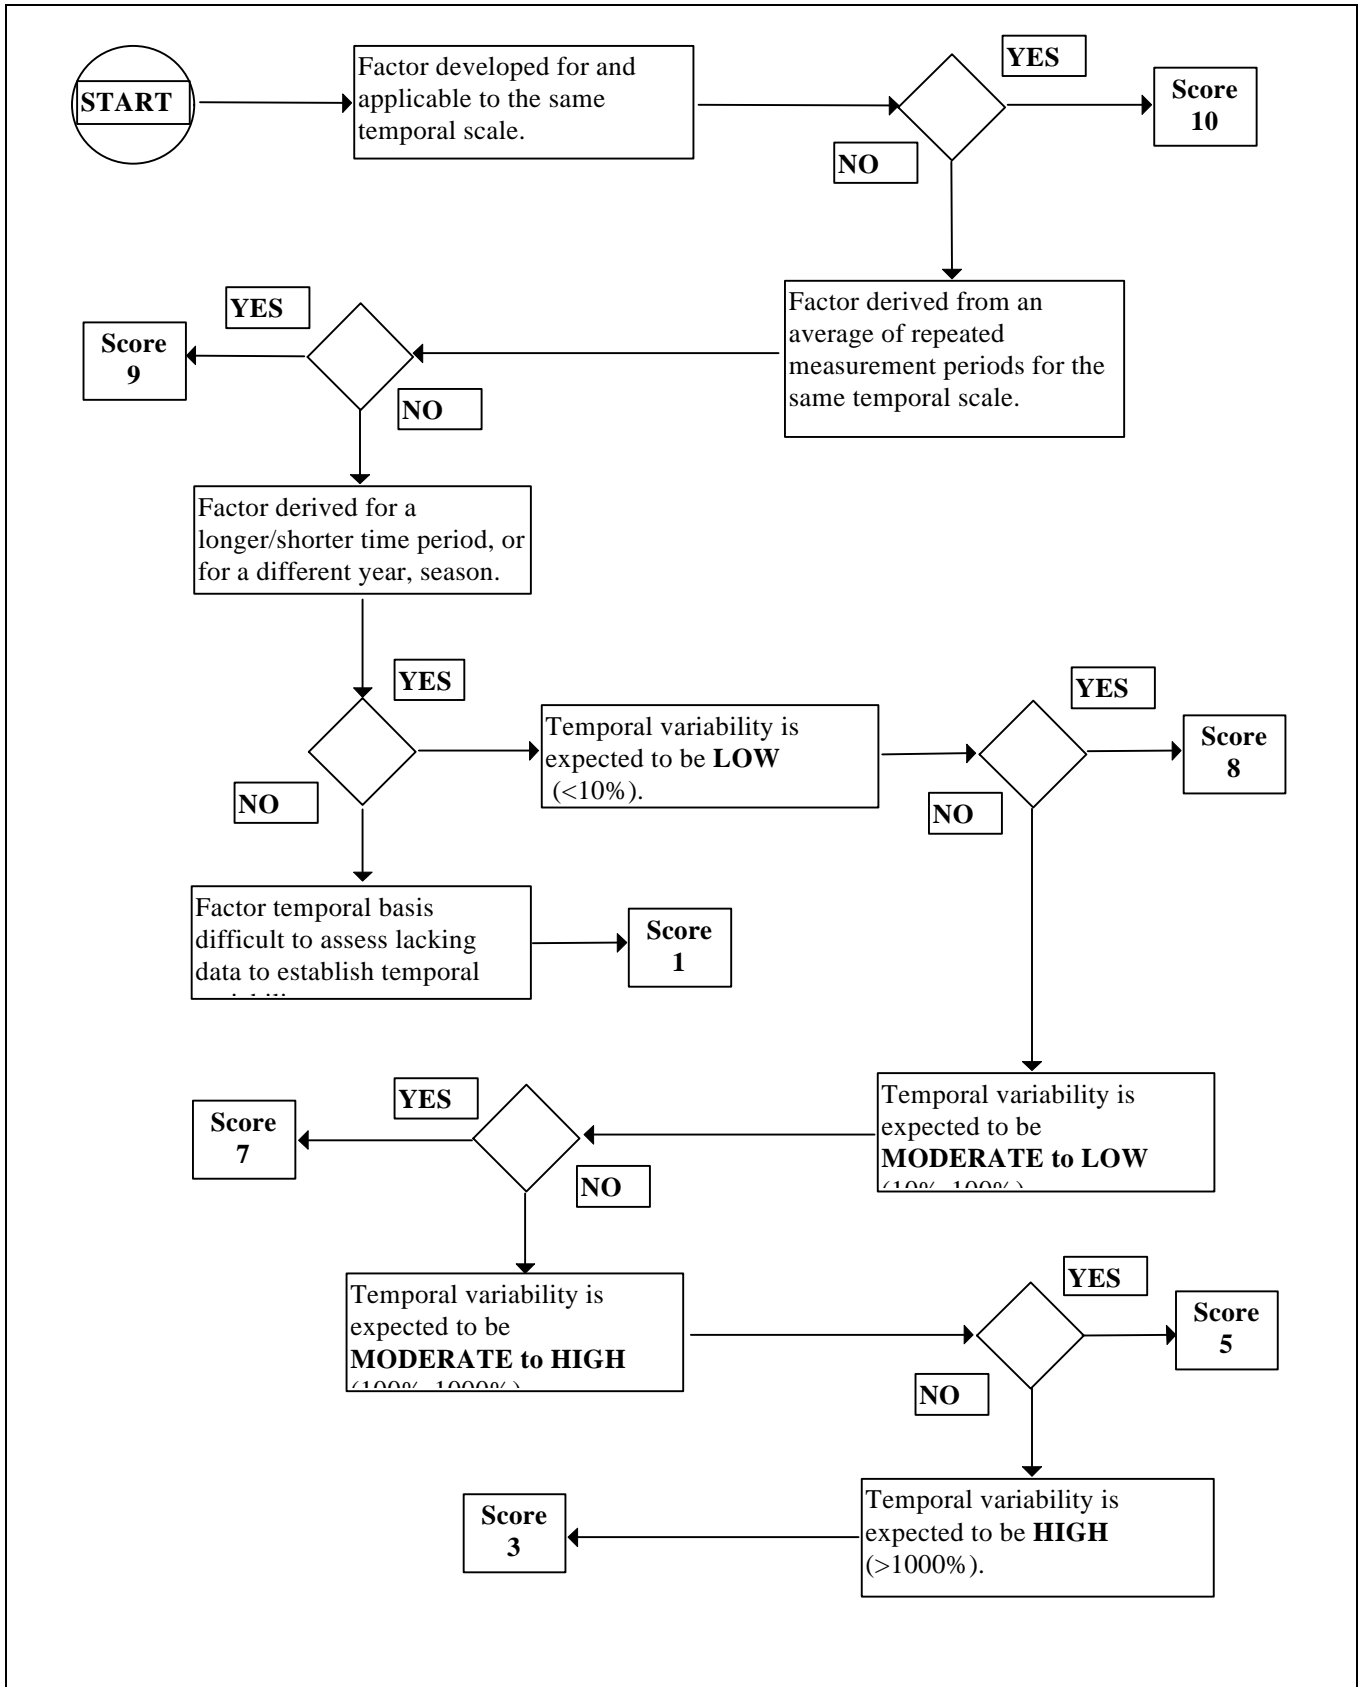 START
Factor developed for and
applicable to the same
temporal scale.
YES
Score
10
NO
Factor derived from an
average of repeated
measurement periods for the
same temporal scale.
YES
Score
9
NO
Factor derived for a
longer/shorter time period, or
for a different year, season.
YES
Temporal variability is
expected to be LOW
(<10%).
YES
Score
8
NO
NO
Factor temporal basis
difficult to assess lacking
data to establish temporal
Score
1
Temporal variability is
expected to be
MODERATE to LOW
YES
Score
7
NO
Temporal variability is
expected to be
MODERATE to HIGH
YES
Score
5
NO
Temporal variability is
expected to be HIGH
(>1000%).
Score
3